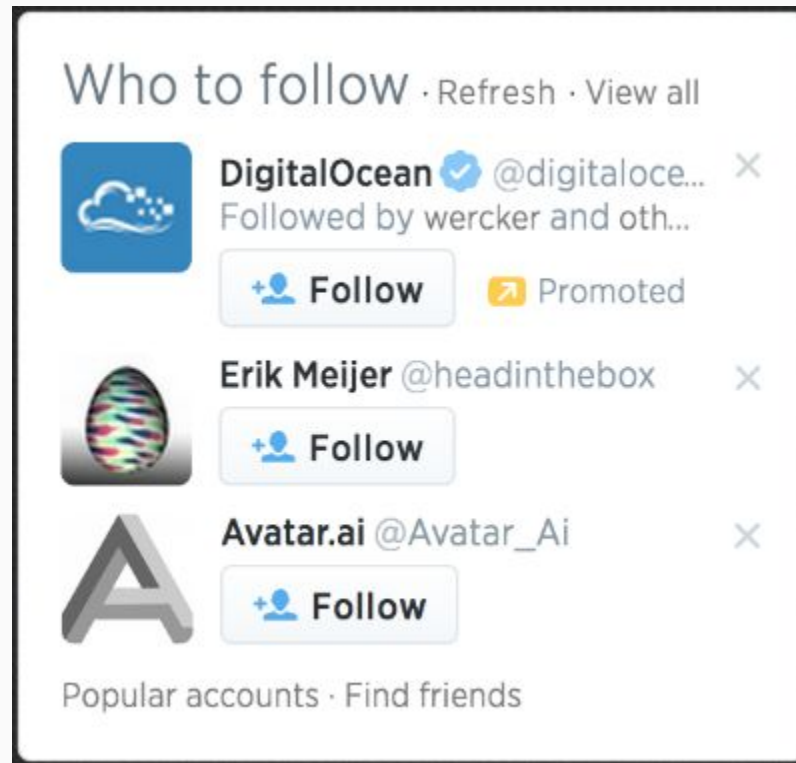 Who to follow · Refresh · View all
DigitalOcean @digitaloce...
Followed by wercker and oth...
Follow Promoted
Erik Meijer @headinthebox
Follow
Avatar.ai @Avatar_Ai
Follow
Popular accounts · Find friends